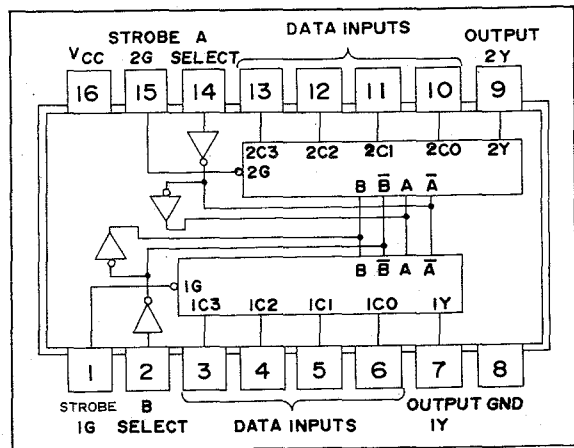 STROBE A DATA INPUTS OUTPUT
VCC 2G SELECT 2Y
16 15 14 13 12 11 10 9
2C3 2C2 2C1 2C0 2Y
2G
B B̅ A A̅
B B̅ A A̅
1G
1C3 1C2 1C1 1C0 1Y
1 2 3 4 5 6 7 8
STROBE B DATA INPUTS OUTPUT GND
1G SELECT 1Y